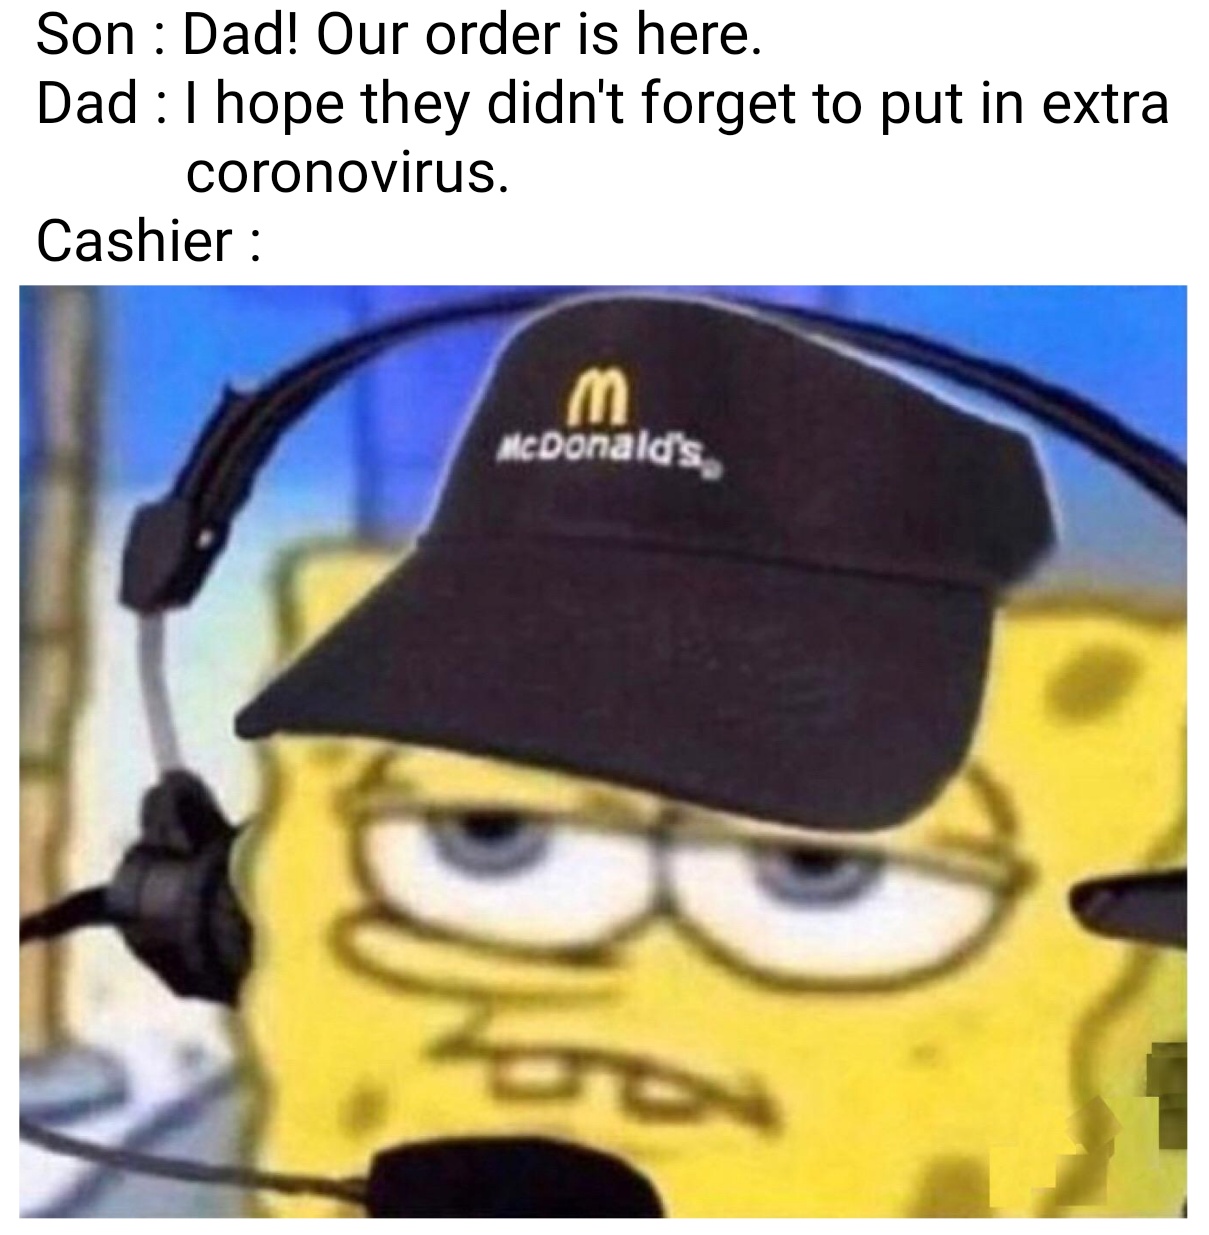 Son : Dad! Our order is here.
Dad : I hope they didn't forget to put in extra
coronovirus.
Cashier :
M
McDonald's®